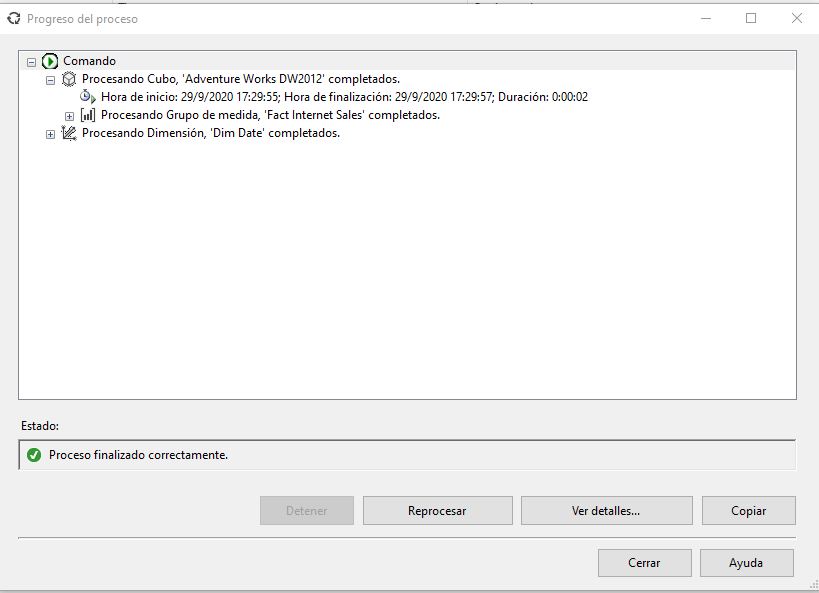 Progreso del proceso
Comando
Procesando Cubo, 'Adventure Works DW2012' completados.
Hora de inicio: 29/9/2020 17:29:55; Hora de finalización: 29/9/2020 17:29:57; Duración: 0:00:02
Procesando Grupo de medida, 'Fact Internet Sales' completados.
Procesando Dimensión, 'Dim Date' completados.
Estado:
Proceso finalizado correctamente.
Detener
Reprocesar
Ver detalles...
Copiar
Cerrar
Ayuda